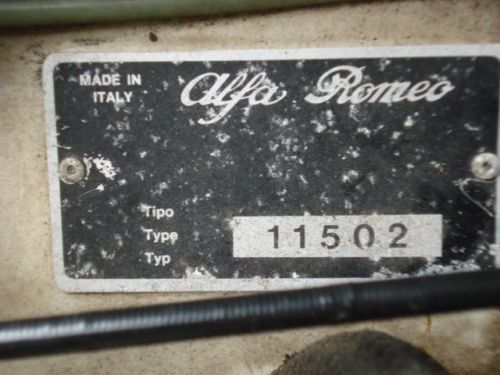 MADE IN
ITALY
Alfa Romeo
Tipo
Type
Typ
11502